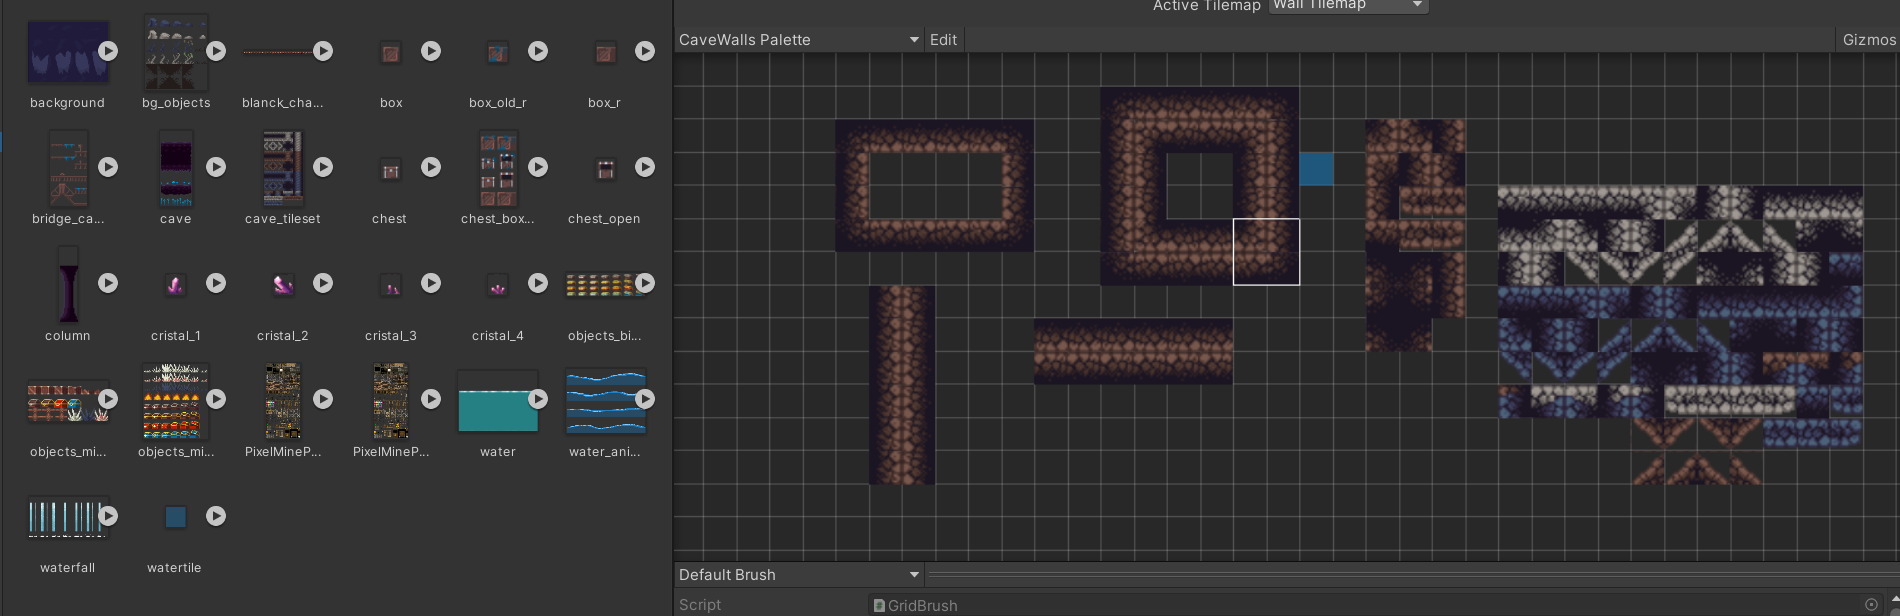 Active Tilemap Wall Tilemap
CaveWalls Palette Edit Gizmos
background bg_objects blanck_cha... box box_old_r box_r
bridge_ca... cave cave_tileset chest chest_box... chest_open
column cristal_1 cristal_2 cristal_3 cristal_4 objects_bi...
objects_mi... objects_mi... PixelMineP... PixelMineP... water water_ani...
waterfall watertile
Default Brush
Script GridBrush